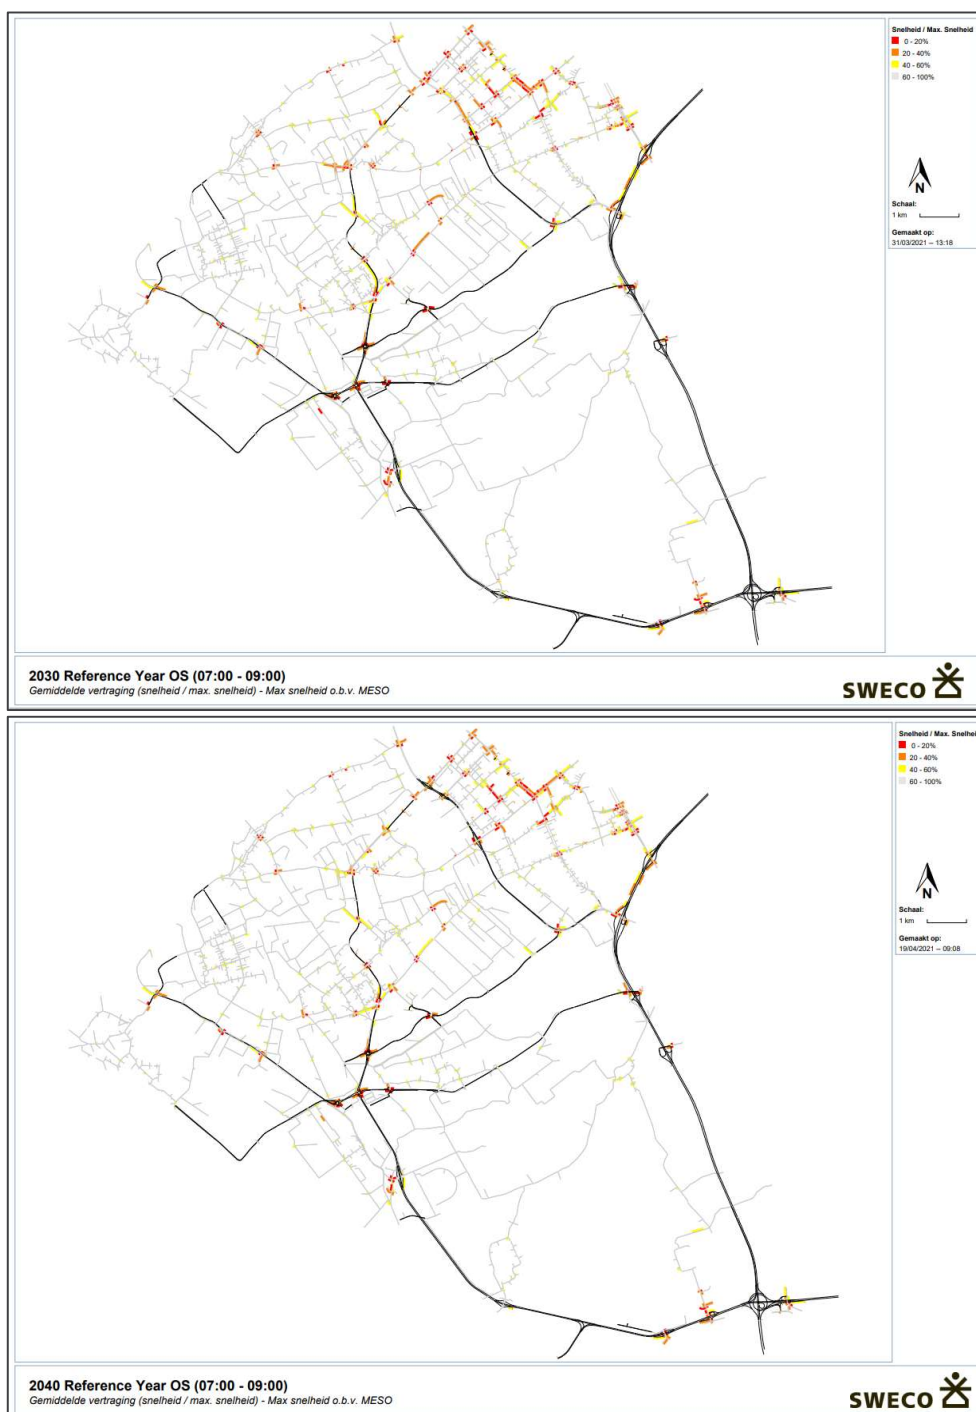 Snelheid / Max. Snelheid
0 - 20%
20 - 40%
40 - 60%
60 - 100%
N
Schaal:
1 km
Gemaakt op:
31/03/2021 -- 13:18
2030 Reference Year OS (07:00 - 09:00)
Gemiddelde vertraging (snelheid / max. snelheid) - Max snelheid o.b.v. MESO
SWECO
Snelheid / Max. Snelhei
0 - 20%
20 - 40%
40 - 60%
60 - 100%
N
Schaal:
1 km
Gemaakt op:
19/04/2021 -- 09:08
2040 Reference Year OS (07:00 - 09:00)
Gemiddelde vertraging (snelheid / max. snelheid) - Max snelheid o.b.v. MESO
SWECO